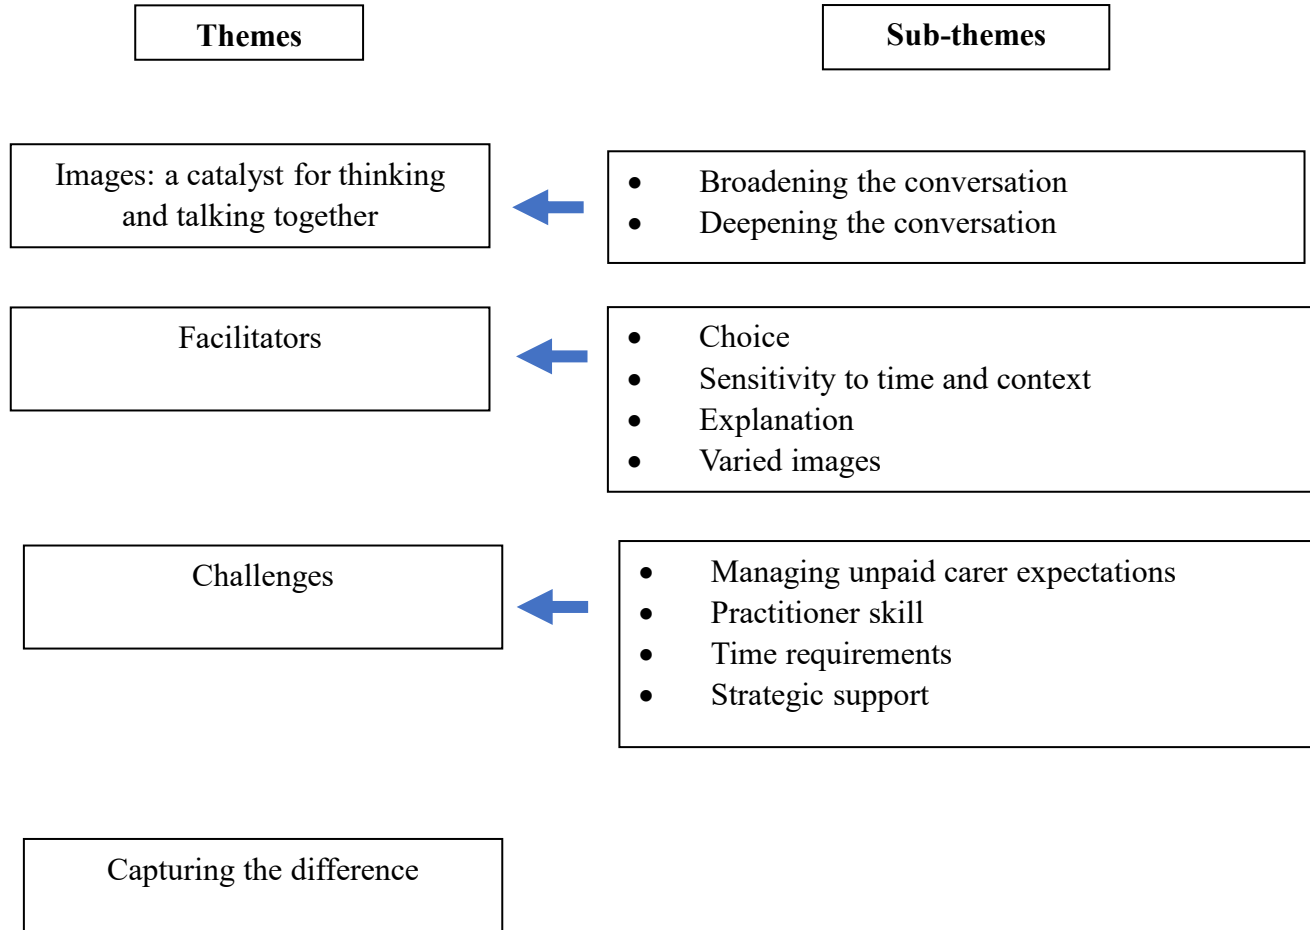 Themes
Sub-themes
Images: a catalyst for thinking
and talking together
• Broadening the conversation
• Deepening the conversation
Facilitators
• Choice
• Sensitivity to time and context
• Explanation
• Varied images
Challenges
• Managing unpaid carer expectations
• Practitioner skill
• Time requirements
• Strategic support
Capturing the difference